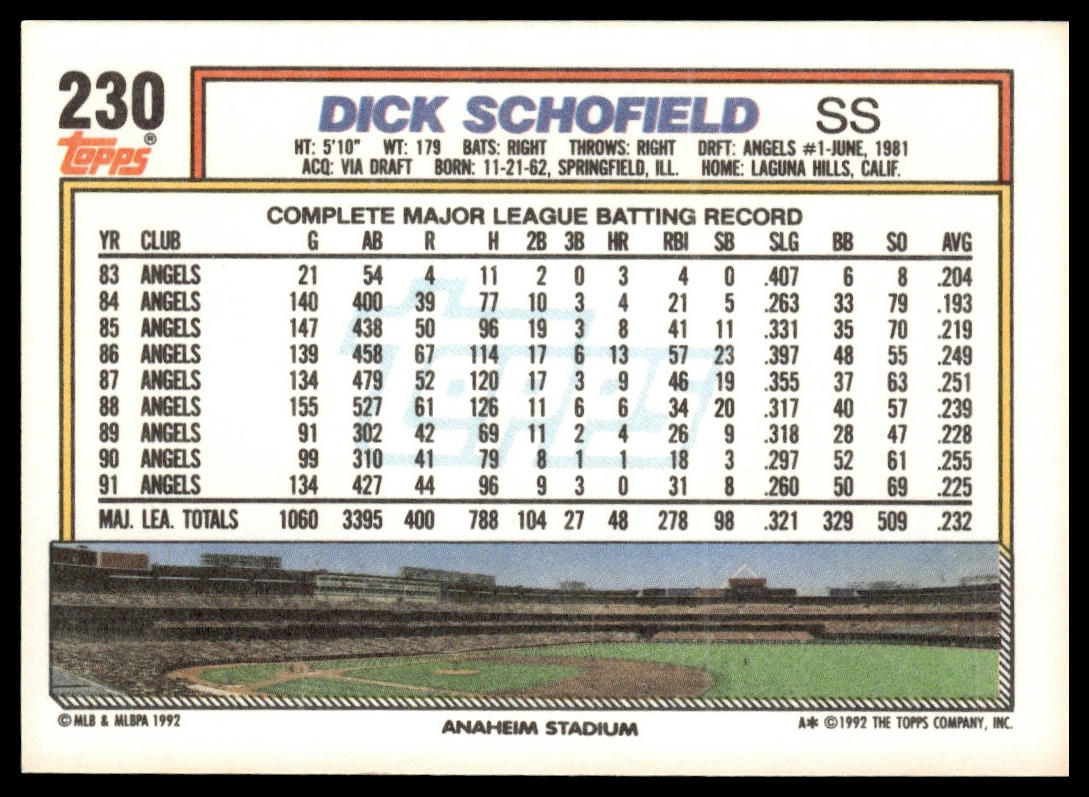 230
Topps®
DICK SCHOFIELD SS
HT: 5'10" WT: 179 BATS: RIGHT THROWS: RIGHT DRFT: ANGELS #1-JUNE, 1981
ACQ: VIA DRAFT BORN: 11-21-62, SPRINGFIELD, ILL. HOME: LAGUNA HILLS, CALIF.
COMPLETE MAJOR LEAGUE BATTING RECORD
YR CLUB G AB R H 2B 3B HR RBI SB SLG BB SO AVG
83 ANGELS 21 54 4 11 2 0 3 4 0 .407 6 8 .204
84 ANGELS 140 400 39 77 10 3 4 21 5 .263 33 79 .193
85 ANGELS 147 438 50 96 19 3 8 41 11 .331 35 70 .219
86 ANGELS 139 458 67 114 17 6 13 57 23 .397 48 55 .249
87 ANGELS 134 479 52 120 17 3 9 46 19 .355 37 63 .251
88 ANGELS 155 527 61 126 11 6 6 34 20 .317 40 57 .239
89 ANGELS 91 302 42 69 11 2 4 26 9 .318 28 47 .228
90 ANGELS 99 310 41 79 8 1 1 18 3 .297 52 61 .255
91 ANGELS 134 427 44 96 9 3 0 31 8 .260 50 69 .225
MAJ. LEA. TOTALS 1060 3395 400 788 104 27 48 278 98 .321 329 509 .232
Topps
© MLB & MLBPA 1992
ANAHEIM STADIUM
A* © 1992 THE TOPPS COMPANY, INC.